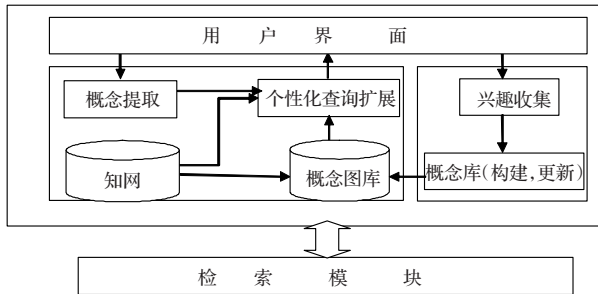 用户界面
概念提取
个性化查询扩展
兴趣收集
知网
概念图库
概念库(构建,更新)
检索模块